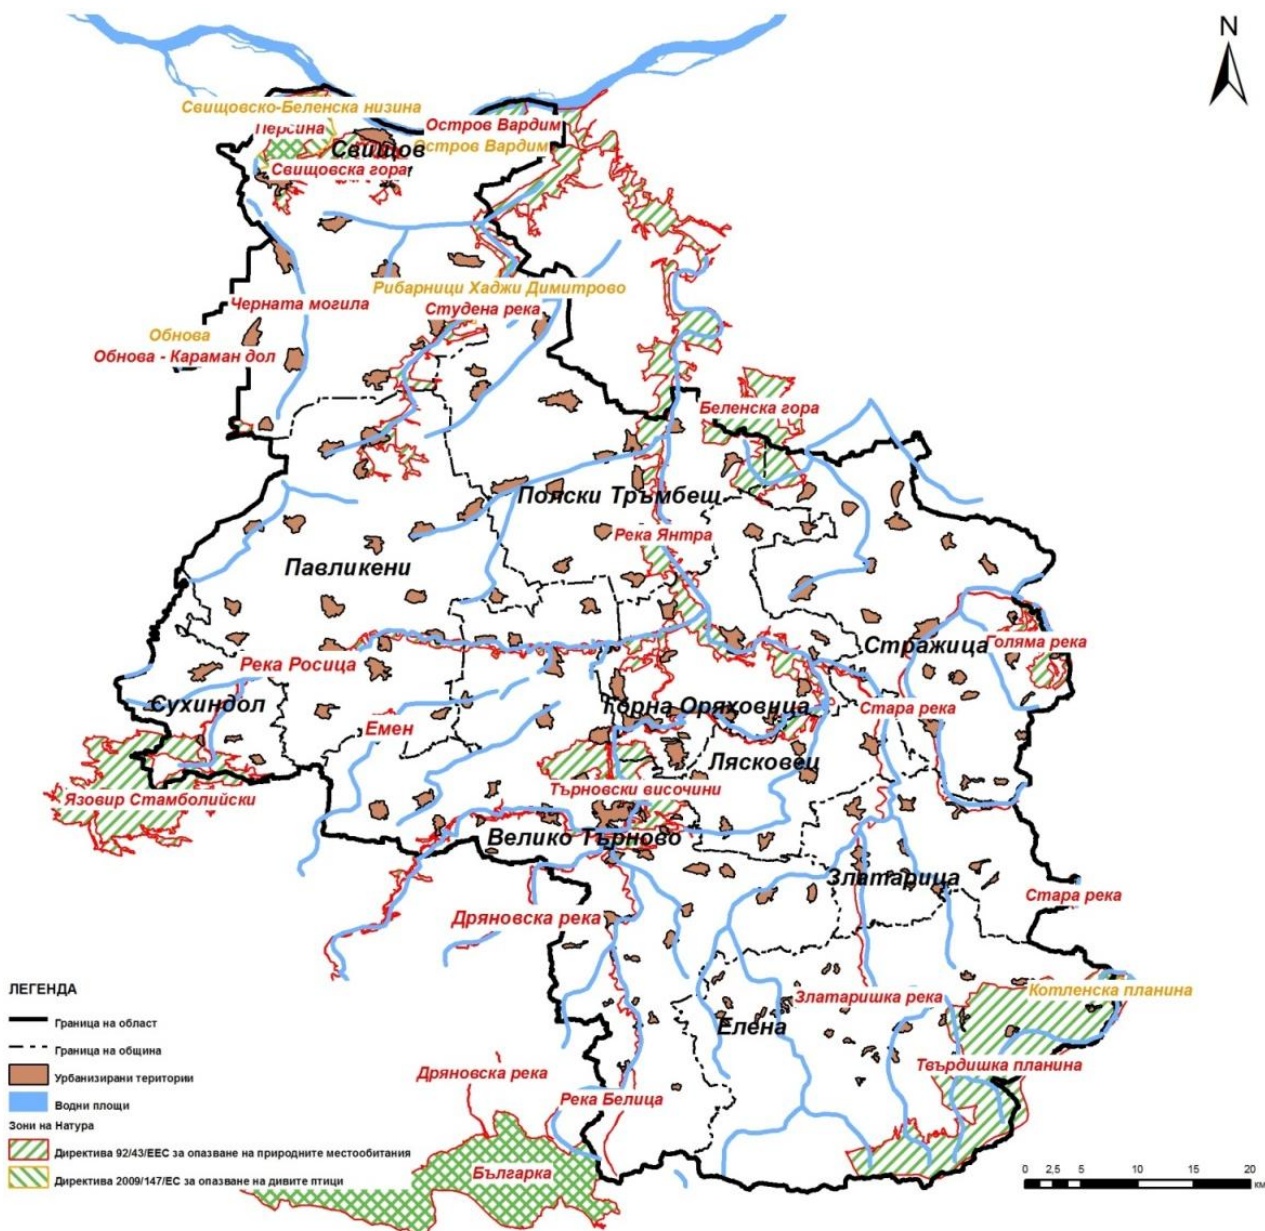 N
Свищовско-Беленска низина
Персина
Остров Вардим
Свищов
Остров Вардим
Свищовска гора
Рибарници Хаджи Димитрово
Черната могила
Студена река
Обнова
Обнова - Караман дол
Беленска гора
Полски Тръмбеш
Река Янтра
Павликени
Стражица
Голяма река
Река Росица
Сухиндол
Горна Оряховица
Стара река
Емен
Лясковец
Язовир Стамболийски
Търновски височини
Велико Търново
Златарица
Стара река
Дряновска река
Златаришка река
Котленска планина
Елена
Твърдишка планина
Дряновска река
Река Белица
Българка
ЛЕГЕНДА
Граница на област
Граница на община
Урбанизирани територии
Водни площи
Зони на Натура
Директива 92/43/ЕЕС за опазване на природните местообитания
Директива 2009/147/ЕС за опазване на дивите птици
0 2,5 5 10 15 20
км